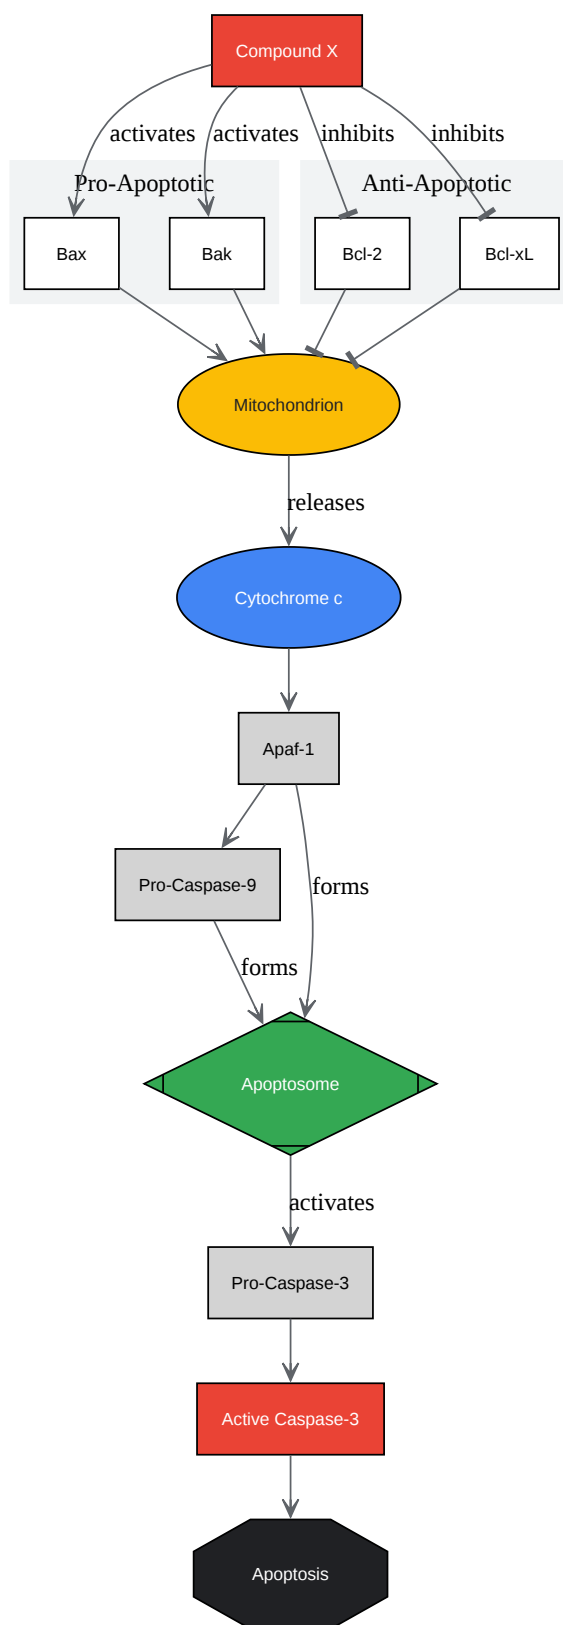 Compound X
activates
activates
inhibits
inhibits
Pro-Apoptotic
Anti-Apoptotic
Bax
Bak
Bcl-2
Bcl-xL
Mitochondrion
releases
Cytochrome c
Apaf-1
Pro-Caspase-9
forms
forms
Apoptosome
activates
Pro-Caspase-3
Active Caspase-3
Apoptosis